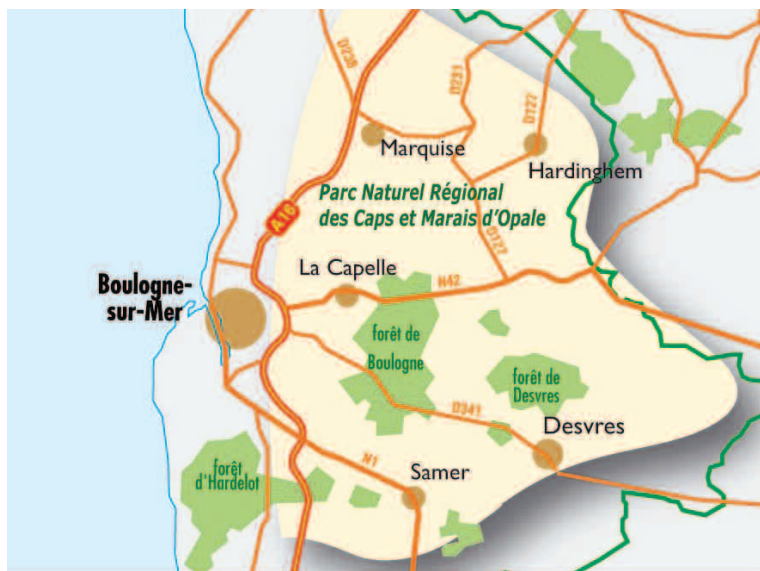 D238
D231
D127
Marquise
Hardinghem
Parc Naturel Régional
des Caps et Marais d'Opale
A16
D127
La Capelle
N42
Boulogne-
sur-Mer
forêt de
Boulogne
forêt de
Desvres
D341
Desvres
forêt
d'Hardelot
N1
Samer